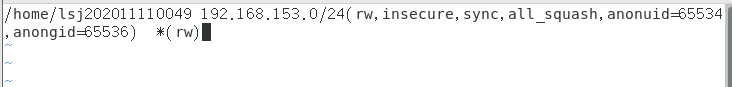 /home/lsj202011110049 192.168.153.0/24(rw,insecure,sync,all_squash,anonuid=65534
,anongid=65536)  *(rw)
~
~
~